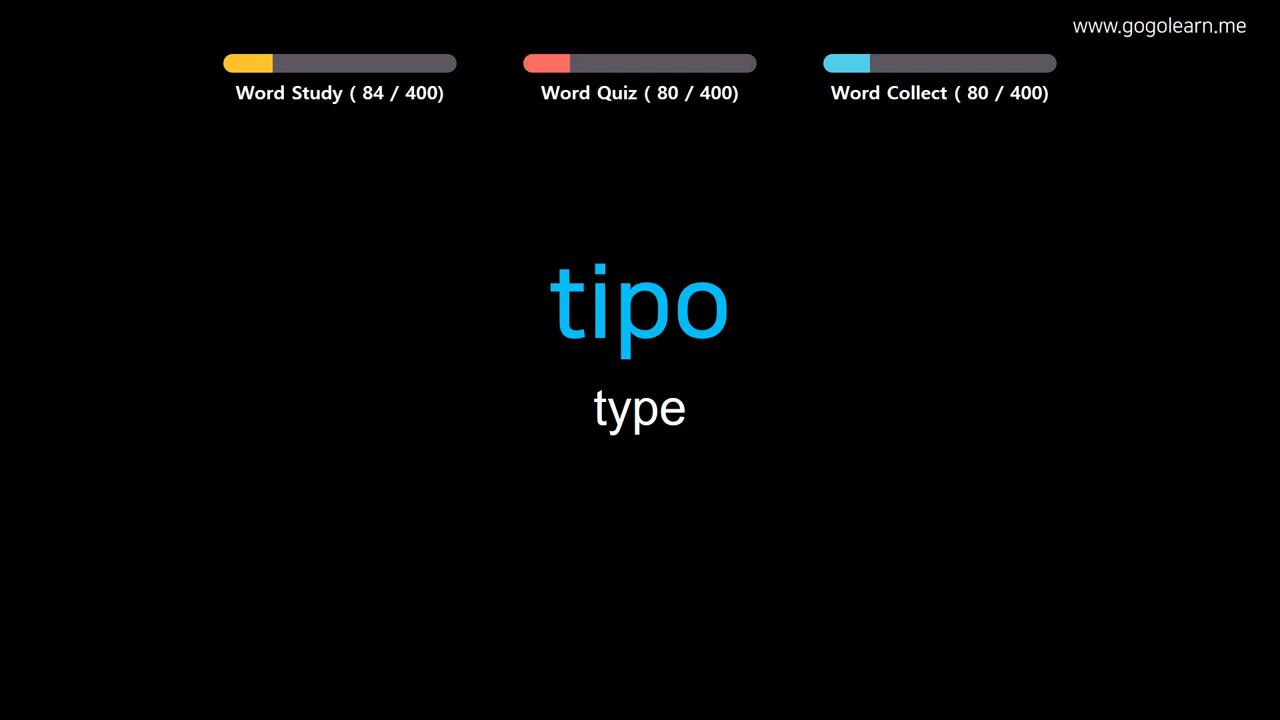 www.gogolearn.me
Word Study ( 84 / 400)
Word Quiz ( 80 / 400)
Word Collect ( 80 / 400)
tipo
type